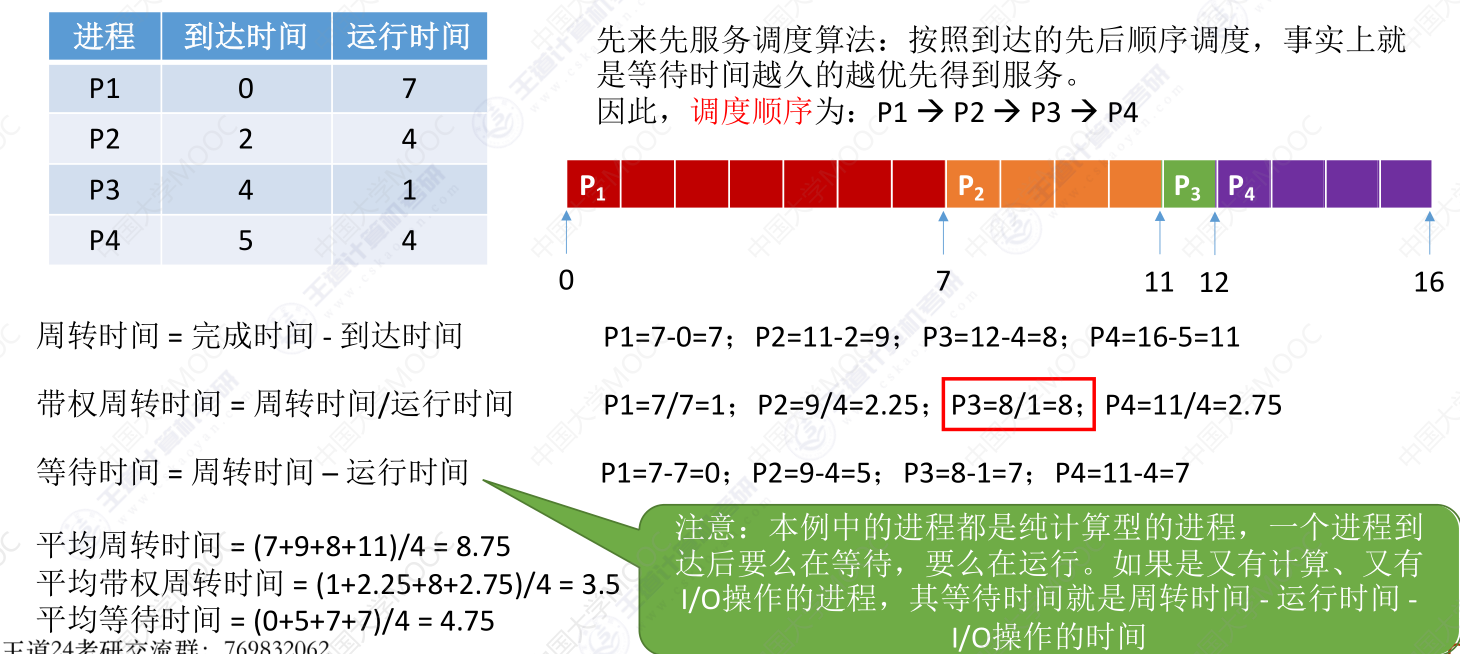 进程 到达时间 运行时间
P1 0 7
P2 2 4
P3 4 1
P4 5 4
先来先服务调度算法：按照到达的先后顺序调度，事实上就
是等待时间越久的越优先得到服务。
因此，调度顺序为：P1 → P2 → P3 → P4
P1 P2 P3 P4
0 7 11 12 16
周转时间 = 完成时间 - 到达时间
P1=7-0=7；P2=11-2=9；P3=12-4=8；P4=16-5=11
带权周转时间 = 周转时间/运行时间
P1=7/7=1；P2=9/4=2.25；P3=8/1=8；P4=11/4=2.75
等待时间 = 周转时间 – 运行时间
P1=7-7=0；P2=9-4=5；P3=8-1=7；P4=11-4=7
注意：本例中的进程都是纯计算型的进程，一个进程到
达后要么在等待，要么在运行。如果是又有计算、又有
I/O操作的进程，其等待时间就是周转时间 - 运行时间 -
I/O操作的时间
平均周转时间 = (7+9+8+11)/4 = 8.75
平均带权周转时间 = (1+2.25+8+2.75)/4 = 3.5
平均等待时间 = (0+5+7+7)/4 = 4.75
王道24考研交流群：769832062